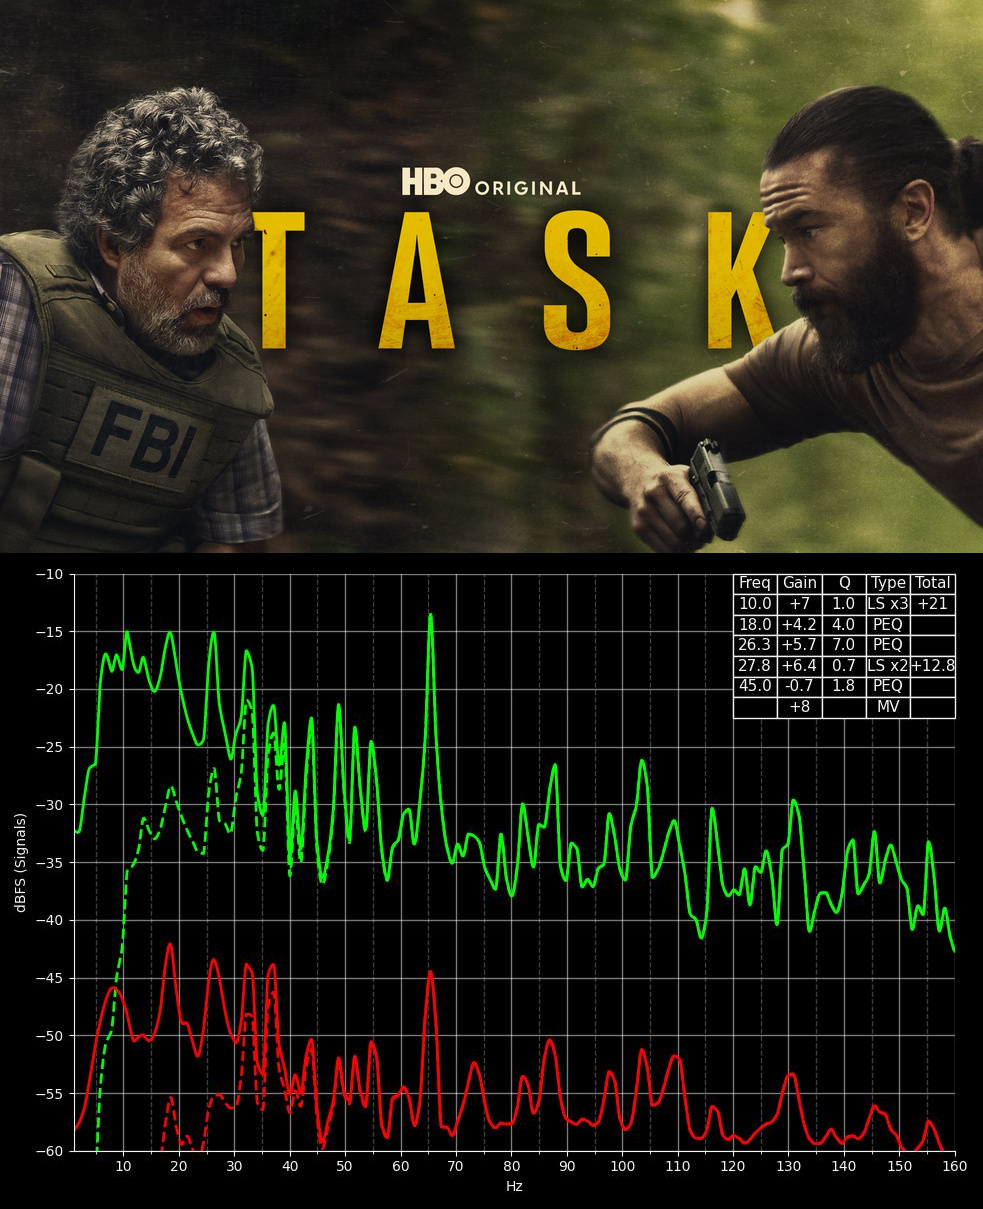 HBO ORIGINAL
TASK
FBI
Freq Gain Q Type Total
10.0 +7 1.0 LS x3 +21
18.0 +4.2 4.0 PEQ
26.3 +5.7 7.0 PEQ
27.8 +6.4 0.7 LS x2 +12.8
45.0 -0.7 1.8 PEQ
+8 MV
−10
−15
−20
−25
−30
−35
−40
−45
−50
−55
−60
dBFS (Signals)
10 20 30 40 50 60 70 80 90 100 110 120 130 140 150 160
Hz